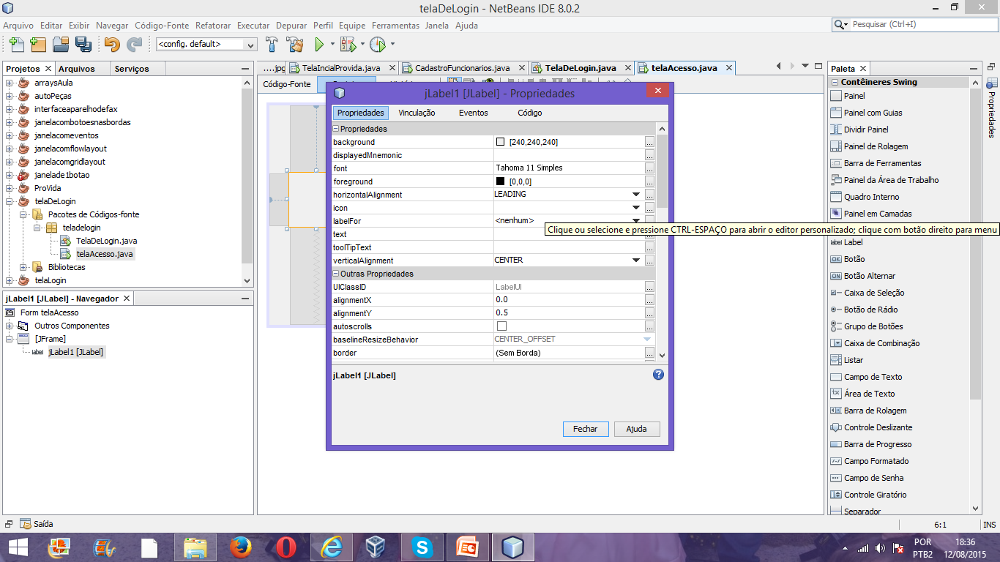 telaDeLogin - NetBeans IDE 8.0.2
Arquivo Editar Exibir Navegar Código-Fonte Refatorar Executar Depurar Perfil Equipe Ferramentas Janela Ajuda
Pesquisar (Ctrl+I)
<config. default>
Projetos Arquivos Serviços
arraysAula
autoPeças
interfaceaparelhodefax
janelacombotoesnasbordas
janelacomeventos
janelacomflowlayout
janelacomgridlayout
janelade1botao
ProVida
telaDeLogin
Pacotes de Códigos-fonte
teladelogin
TelaDeLogin.java
telaAcesso.java
Bibliotecas
telaLogin
jLabel1 [JLabel] - Navegador
Form telaAcesso
Outros Componentes
[JFrame]
label jLabel1 [JLabel]
....jpg TelaIncialProvida.java CadastroFuncionarios.java TelaDeLogin.java telaAcesso.java
Código-Fonte
jLabel1 [JLabel] - Propriedades
Propriedades Vinculação Eventos Código
Propriedades
background [240,240,240] ...
displayedMnemonic ...
font Tahoma 11 Simples ...
foreground [0,0,0] ...
horizontalAlignment LEADING ...
icon ...
labelFor <nenhum>
Clique ou selecione e pressione CTRL-ESPAÇO para abrir o editor personalizado; clique com botão direito para menu
text
toolTipText ...
verticalAlignment CENTER ...
Outras Propriedades
UIClassID LabelUI ...
alignmentX 0.0 ...
alignmentY 0.5 ...
autoscrolls ...
baselineResizeBehavior CENTER_OFFSET
border (Sem Borda) ...
jLabel1 [JLabel]
Fechar Ajuda
Paleta
Contêineres Swing
Painel
Painel com Guias
Dividir Painel
Painel de Rolagem
Barra de Ferramentas
Painel da Área de Trabalho
Quadro Interno
Painel em Camadas
label Label
OK Botão
ON Botão Alternar
Caixa de Seleção
Botão de Rádio
Grupo de Botões
Caixa de Combinação
Listar
Campo de Texto
Área de Texto
Barra de Rolagem
Controle Deslizante
Barra de Progresso
Campo Formatado
Campo de Senha
Controle Giratório
Separador
Propriedades
Saída
6:1 INS
POR 18:36
PTB2 12/08/2015